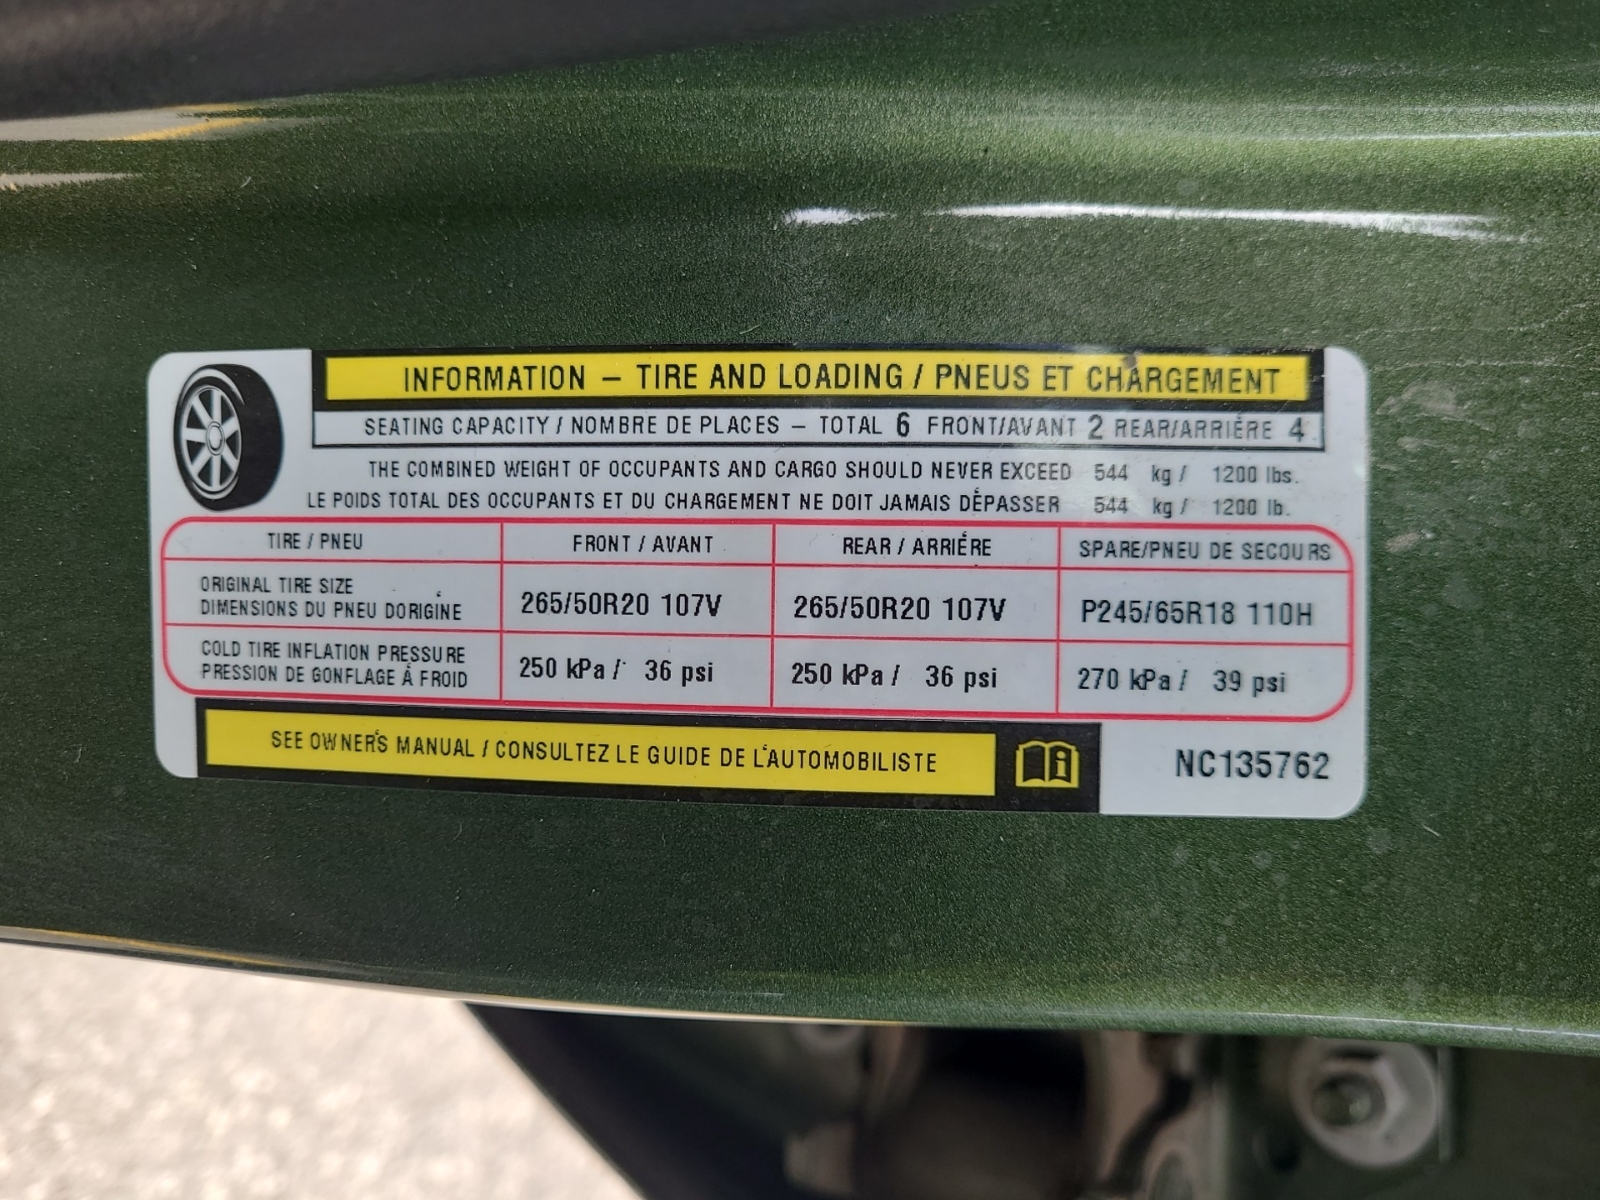 INFORMATION – TIRE AND LOADING / PNEUS ET CHARGEMENT
SEATING CAPACITY / NOMBRE DE PLACES – TOTAL 6 FRONT/AVANT 2 REAR/ARRIÈRE 4
THE COMBINED WEIGHT OF OCCUPANTS AND CARGO SHOULD NEVER EXCEED 544 kg / 1200 lbs.
LE POIDS TOTAL DES OCCUPANTS ET DU CHARGEMENT NE DOIT JAMAIS DÉPASSER 544 kg / 1200 lb.
TIRE / PNEU FRONT / AVANT REAR / ARRIÈRE SPARE/PNEU DE SECOURS
ORIGINAL TIRE SIZE
DIMENSIONS DU PNEU D'ORIGINE 265/50R20 107V 265/50R20 107V P245/65R18 110H
COLD TIRE INFLATION PRESSURE
PRESSION DE GONFLAGE À FROID 250 kPa / 36 psi 250 kPa / 36 psi 270 kPa / 39 psi
SEE OWNER'S MANUAL / CONSULTEZ LE GUIDE DE L'AUTOMOBILISTE
NC135762